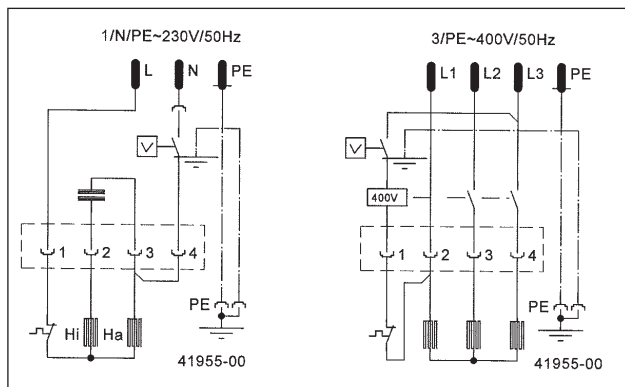 1/N/PE~230V/50Hz
L N PE
1 2 3 4
PE
Hi Ha
41955-00
3/PE~400V/50Hz
L1 L2 L3 PE
400V
1 2 3 4
PE
41955-00